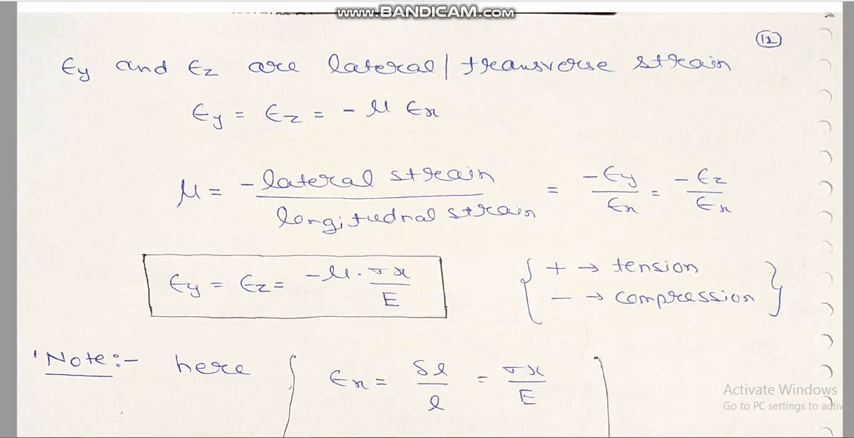 www.BANDICAM.com
12
ϵy and ϵz are lateral/transverse strain
ϵy = ϵz = -μ ϵx
μ = -lateral strain / longitudnal strain = -ϵy/ϵx = -ϵz/ϵx
ϵy = ϵz = -μ·σx/E
{ + → tension
- → compression }
Note:- here
ϵx = δl/l = σx/E
Activate Windows
Go to PC settings to activ